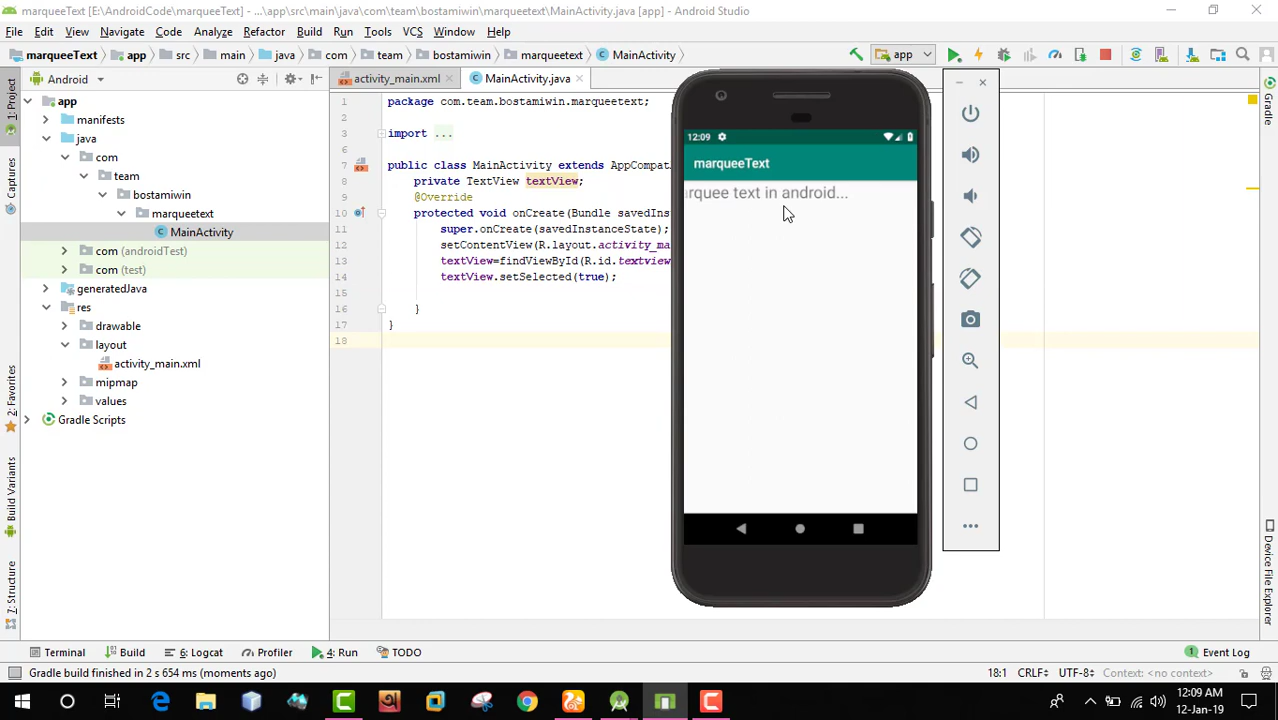 marqueeText [E:\AndroidCode\marqueeText] - ...\app\src\main\java\com\team\bostamiwin\marqueetext\MainActivity.java [app] - Android Studio
File Edit View Navigate Code Analyze Refactor Build Run Tools VCS Window Help
marqueeText app src main java com team bostamiwin marqueetext MainActivity app
Android activity_main.xml MainActivity.java
1: Project
Captures
2: Favorites
Build Variants
7: Structure
app
manifests
java
com
team
bostamiwin
marqueetext
MainActivity
com (androidTest)
com (test)
generatedJava
res
drawable
layout
activity_main.xml
mipmap
values
Gradle Scripts
1 package com.team.bostamiwin.marqueetext;
2
3 import ...
7 public class MainActivity extends AppCompat
8 private TextView textView;
9 @Override
10 protected void onCreate(Bundle savedInst
11 super.onCreate(savedInstanceState);
12 setContentView(R.layout.activity_ma
13 textView=findViewById(R.id.textview
14 textView.setSelected(true);
15
16 }
17 }
18
12:09
marqueeText
rquee text in android...
Gradle
Device File Explorer
Terminal Build 6: Logcat Profiler 4: Run TODO Event Log
Gradle build finished in 2 s 654 ms (moments ago) 18:1 CRLF UTF-8 Context: <no context>
12:09 AM
12-Jan-19